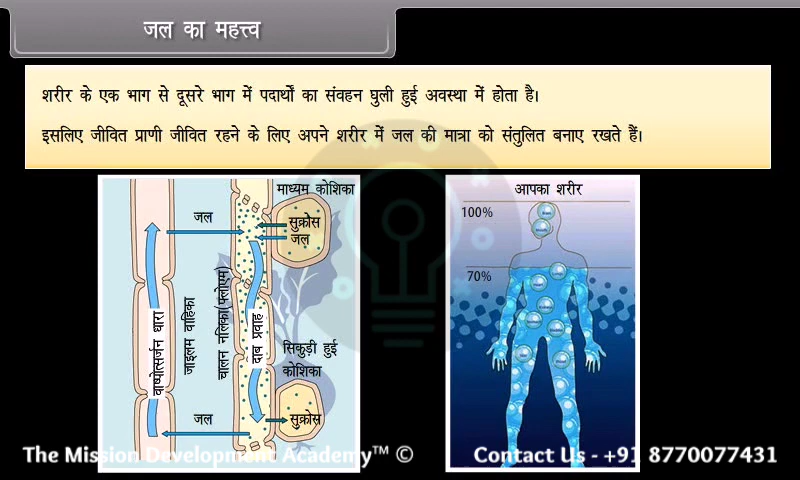 जल का महत्त्व
शरीर के एक भाग से दूसरे भाग में पदार्थों का संवहन घुली हुई अवस्था में होता है।
इसलिए जीवित प्राणी जीवित रहने के लिए अपने शरीर में जल की मात्रा को संतुलित बनाए रखते हैं।
माध्यम कोशिका
जल
सुक्रोस
जल
वाष्पोत्सर्जन धारा
जाइलम वाहिका
चालन नलिका(फ्लोएम)
दाब प्रवाह
सिकुड़ी हुई
कोशिका
जल
सुक्रोस
आपका शरीर
100%
70%
The Mission Development Academy™ ©
Contact Us - +91 8770077431